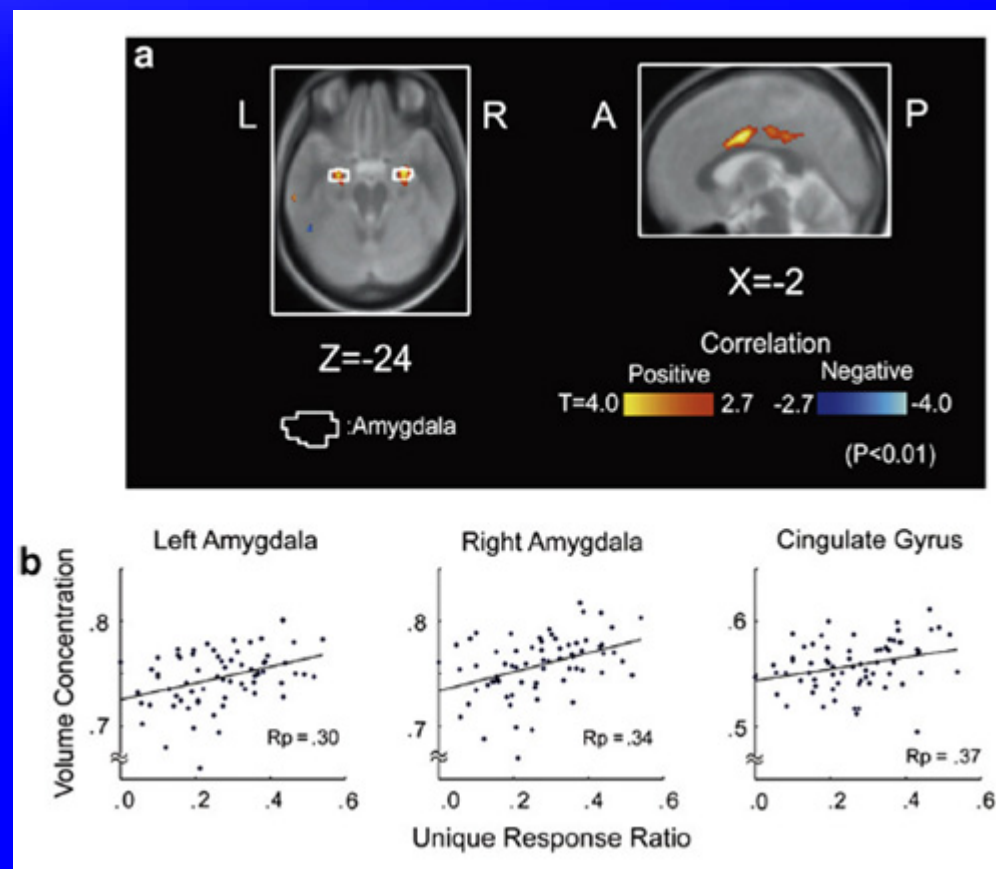 a
L R A P
Z=-24
X=-2
:Amygdala
Correlation
Positive Negative
T=4.0 2.7 -2.7 -4.0
(P<0.01)
b
Left Amygdala Right Amygdala Cingulate Gyrus
Volume Concentration
.8 .8 .6
.7 .7 .5
Rp = .30 Rp = .34 Rp = .37
.0 .2 .4 .6 .0 .2 .4 .6 .0 .2 .4 .6
Unique Response Ratio